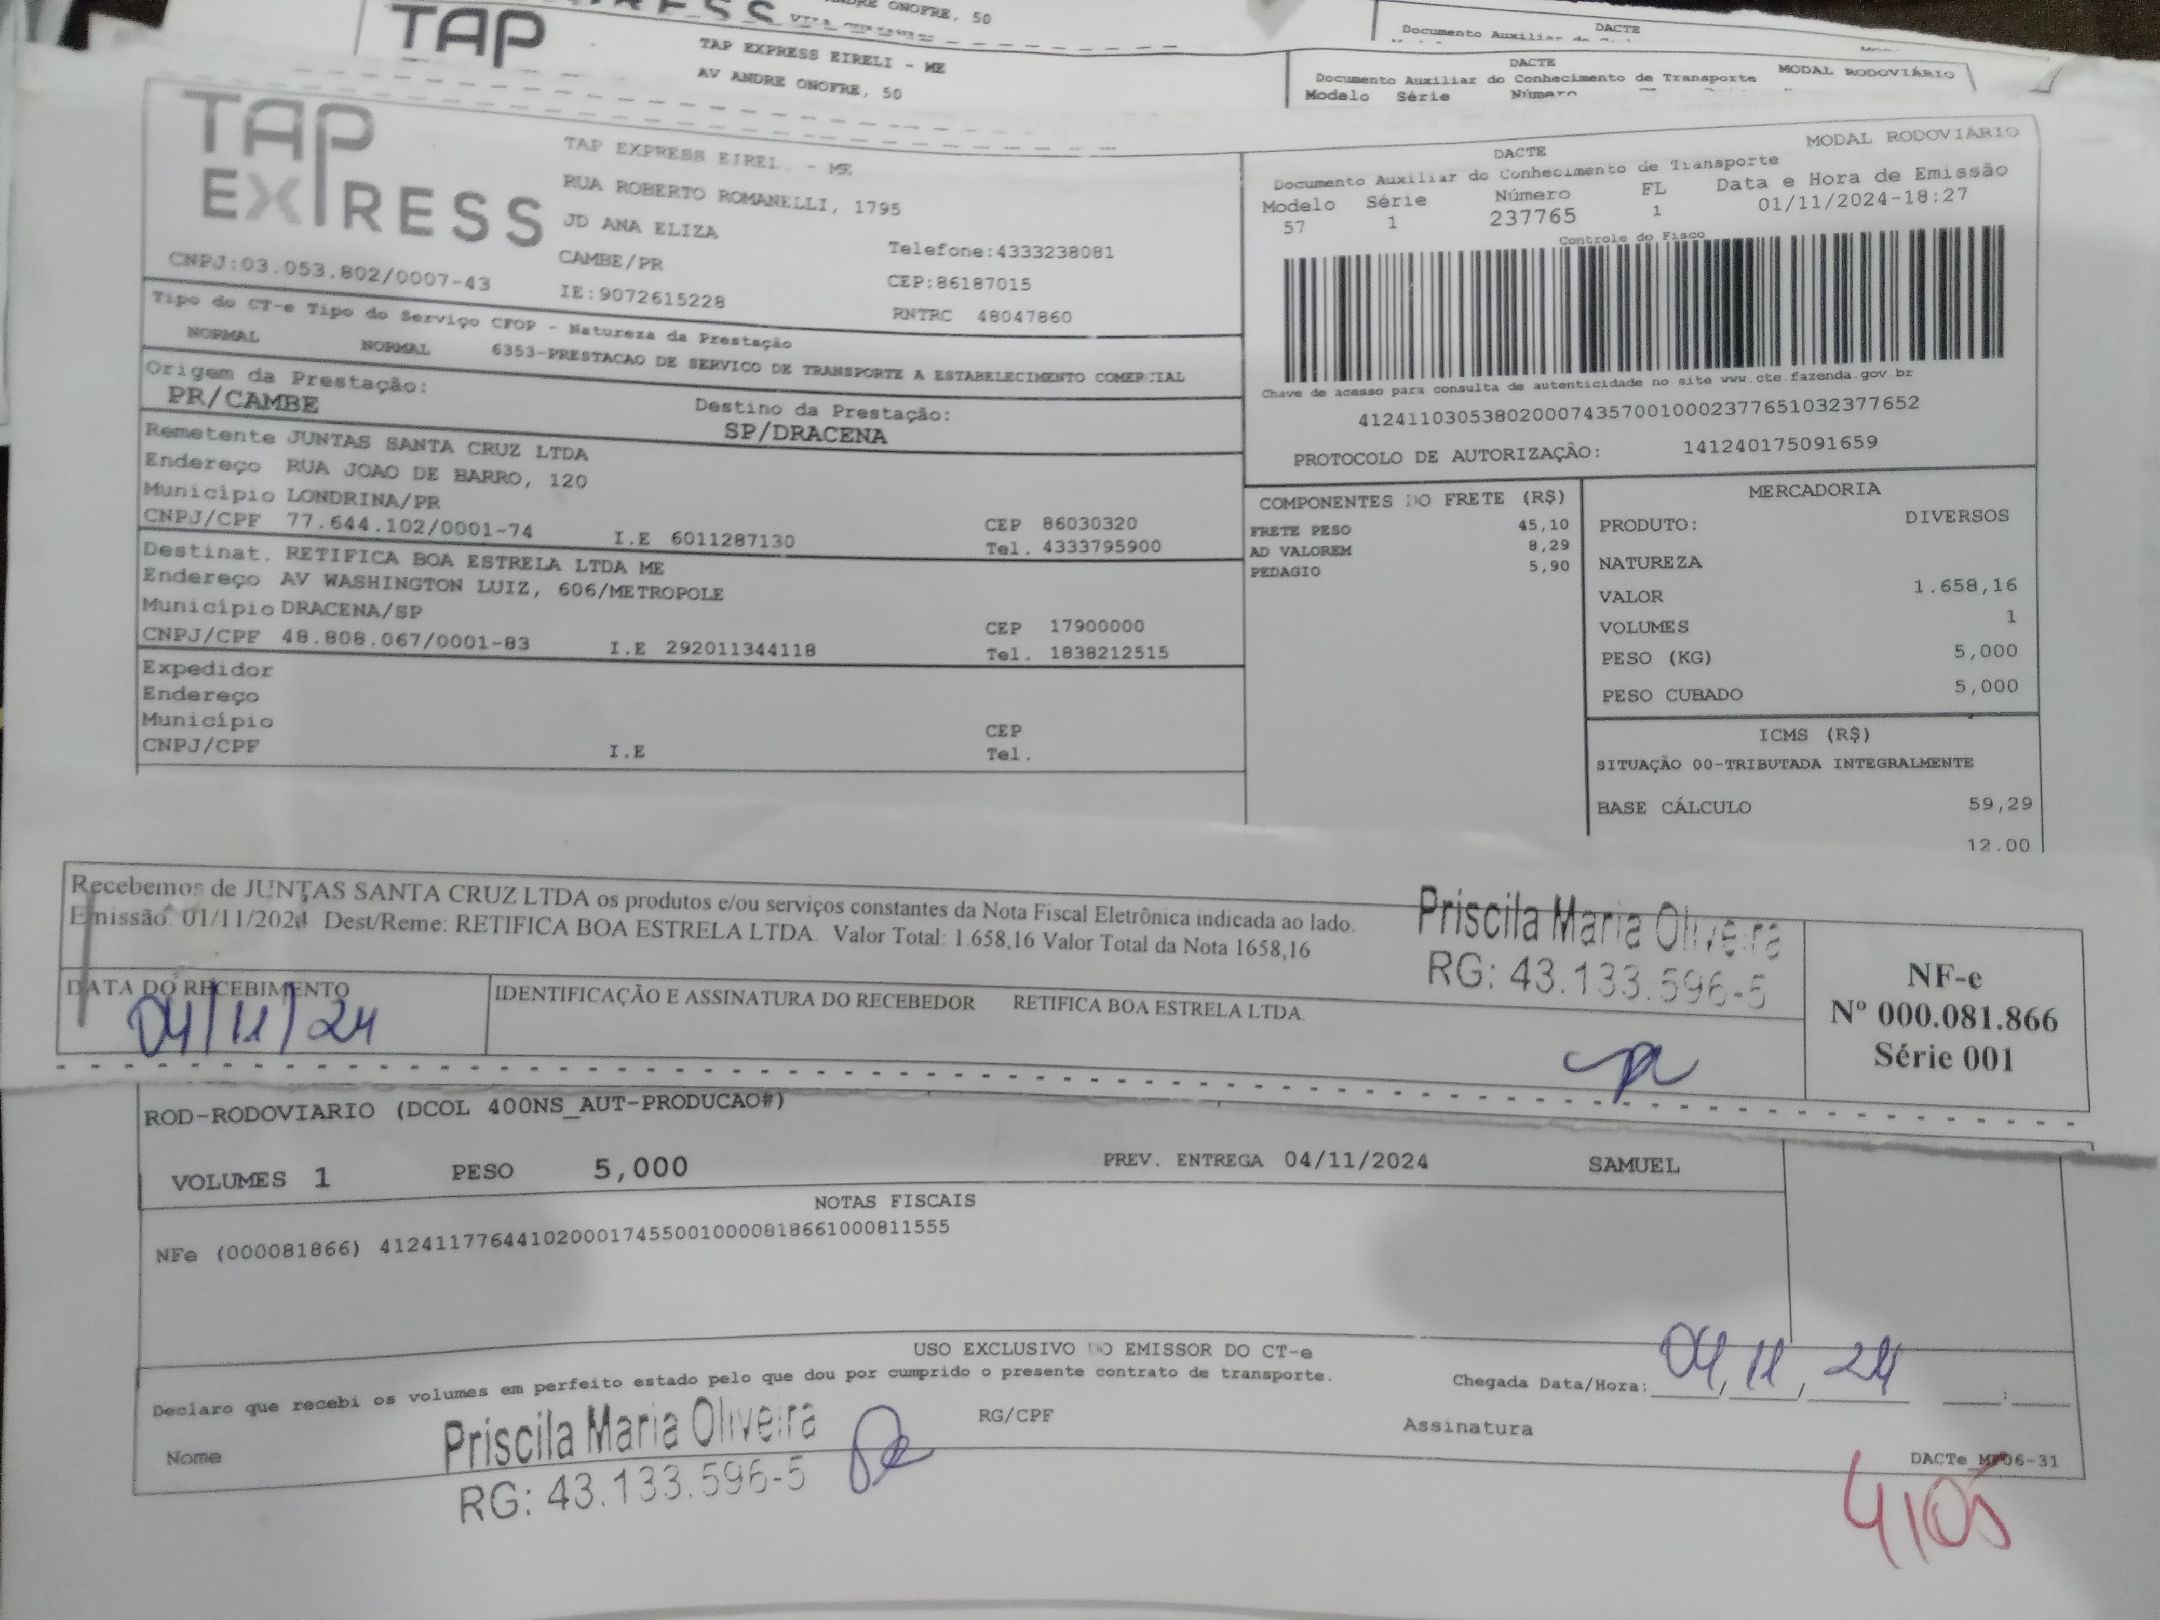 ANDRE ONOFRE, 50
DACTE
TAP
TAP EXPRESS EIRELI - ME
AV ANDRE ONOFRE, 50
DACTE
Documento Auxiliar do Conhecimento de Transporte
MODAL RODOVIÁRIO
Modelo Série Número
TAP
EXPRESS
CNPJ:03.053.802/0007-43
TAP EXPRESS EIREL - ME
RUA ROBERTO ROMANELLI, 1795
JD ANA ELIZA
CAMBE/PR
IE:9072615228
Telefone:4333238081
CEP:86187015
RNTRC 48047860
DACTE
MODAL RODOVIÁRIO
Documento Auxiliar do Conhecimento de Transporte
Modelo Série Número FL Data e Hora de Emissão
57 1 237765 1 01/11/2024-18:27
Controle do Fisco
Chave de acesso para consulta de autenticidade no site www.cte.fazenda.gov.br
41241103053802000743570010002377651032377652
PROTOCOLO DE AUTORIZAÇÃO: 141240175091659
Tipo do CT-e Tipo do Serviço CFOP - Natureza da Prestação
NORMAL NORMAL 6353-PRESTACAO DE SERVICO DE TRANSPORTE A ESTABELECIMENTO COMERCIAL
Origem da Prestação:
PR/CAMBE
Destino da Prestação:
SP/DRACENA
Remetente JUNTAS SANTA CRUZ LTDA
Endereço RUA JOAO DE BARRO, 120
Município LONDRINA/PR
CEP 86030320
CNPJ/CPF 77.644.102/0001-74 I.E 6011287130 Tel. 4333795900
Destinat. RETIFICA BOA ESTRELA LTDA ME
Endereço AV WASHINGTON LUIZ, 606/METROPOLE
Município DRACENA/SP
CEP 17900000
CNPJ/CPF 48.808.067/0001-83 I.E 292011344118 Tel. 1838212515
Expedidor
Endereço
Município CEP
CNPJ/CPF I.E Tel.
COMPONENTES DO FRETE (R$)
FRETE PESO 45,10
AD VALOREM 8,29
PEDAGIO 5,90
MERCADORIA
PRODUTO: DIVERSOS
NATUREZA
VALOR 1.658,16
VOLUMES 1
PESO (KG) 5,000
PESO CUBADO 5,000
ICMS (R$)
SITUAÇÃO 00-TRIBUTADA INTEGRALMENTE
BASE CÁLCULO 59,29
12.00
Recebemos de JUNTAS SANTA CRUZ LTDA os produtos e/ou serviços constantes da Nota Fiscal Eletrônica indicada ao lado.
Emissão: 01/11/2024 Dest/Reme: RETIFICA BOA ESTRELA LTDA. Valor Total: 1.658,16 Valor Total da Nota 1658,16
Priscila Maria Oliveira
RG: 43.133.596-5
DATA DO RECEBIMENTO
04/11/24
IDENTIFICAÇÃO E ASSINATURA DO RECEBEDOR RETIFICA BOA ESTRELA LTDA.
NF-e
Nº 000.081.866
Série 001
ROD-RODOVIARIO (DCOL 400NS_AUT-PRODUCAO#)
VOLUMES 1 PESO 5,000 PREV. ENTREGA 04/11/2024 SAMUEL
NOTAS FISCAIS
NFe (000081866) 41241177644102000174550010000818661000811555
USO EXCLUSIVO DO EMISSOR DO CT-e
Declaro que recebi os volumes em perfeito estado pelo que dou por cumprido o presente contrato de transporte.
Chegada Data/Hora: 04, 11, 24 :
Nome
Priscila Maria Oliveira
RG: 43.133.596-5
RG/CPF
Assinatura
4105